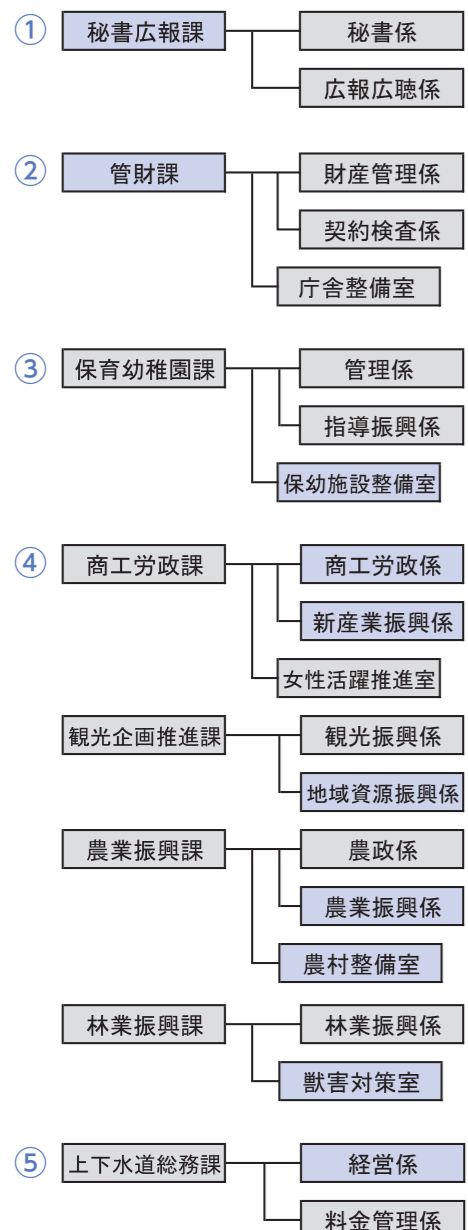 ① 秘書広報課 秘書係
広報広聴係
② 管財課 財産管理係
契約検査係
庁舎整備室
③ 保育幼稚園課 管理係
指導振興係
保幼施設整備室
④ 商工労政課 商工労政係
新産業振興係
女性活躍推進室
観光企画推進課 観光振興係
地域資源振興係
農業振興課 農政係
農業振興係
農村整備室
林業振興課 林業振興係
獣害対策室
⑤ 上下水道総務課 経営係
料金管理係